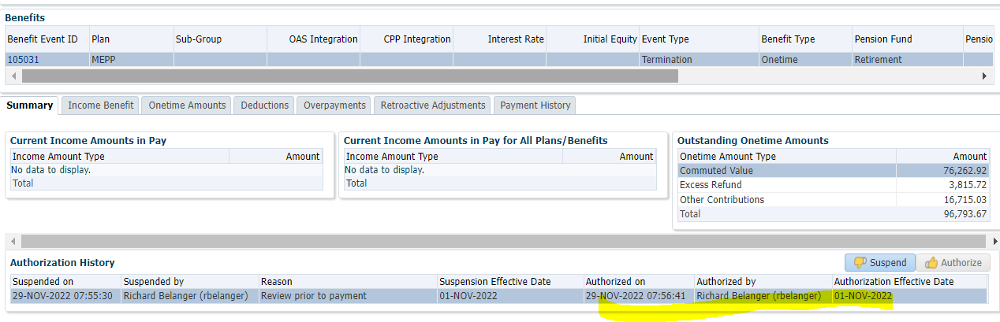 Benefits
Benefit Event ID Plan Sub-Group OAS Integration CPP Integration Interest Rate Initial Equity Event Type Benefit Type Pension Fund Pensio
105031 MEPP Termination Onetime Retirement
Summary Income Benefit Onetime Amounts Deductions Overpayments Retroactive Adjustments Payment History
Current Income Amounts in Pay Current Income Amounts in Pay for All Plans/Benefits Outstanding Onetime Amounts
Income Amount Type Amount Income Amount Type Amount Onetime Amount Type Amount
No data to display. No data to display. Commuted Value 76,262.92
Total Total Excess Refund 3,815.72
Other Contributions 16,715.03
Total 96,793.67
Authorization History Suspend Authorize
Suspended on Suspended by Reason Suspension Effective Date Authorized on Authorized by Authorization Effective Date
29-NOV-2022 07:55:30 Richard Belanger (rbelanger) Review prior to payment 01-NOV-2022 29-NOV-2022 07:56:41 Richard Belanger (rbelanger) 01-NOV-2022